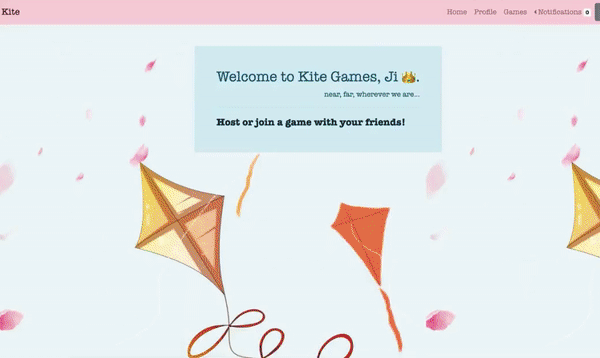 Kite
Home Profile Games Notifications 0
Welcome to Kite Games, Ji 👑.
near, far, wherever we are...
Host or join a game with your friends!